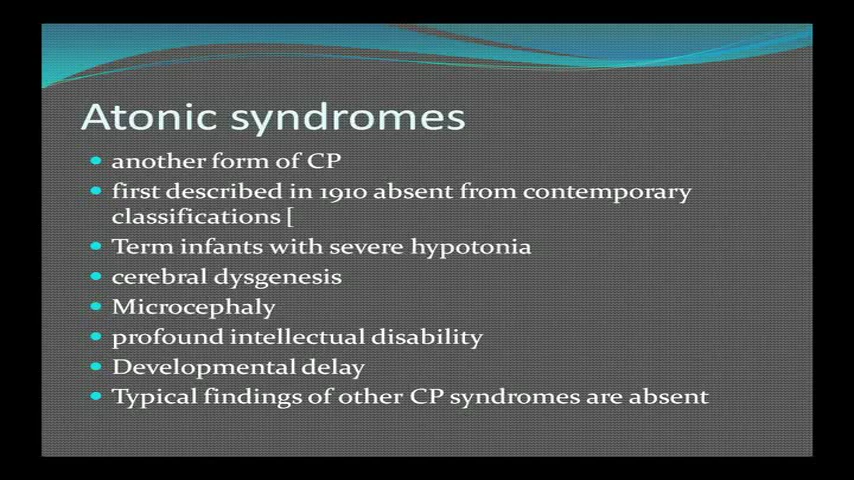 Atonic syndromes
another form of CP
first described in 1910 absent from contemporary
classifications [
Term infants with severe hypotonia
cerebral dysgenesis
Microcephaly
profound intellectual disability
Developmental delay
Typical findings of other CP syndromes are absent